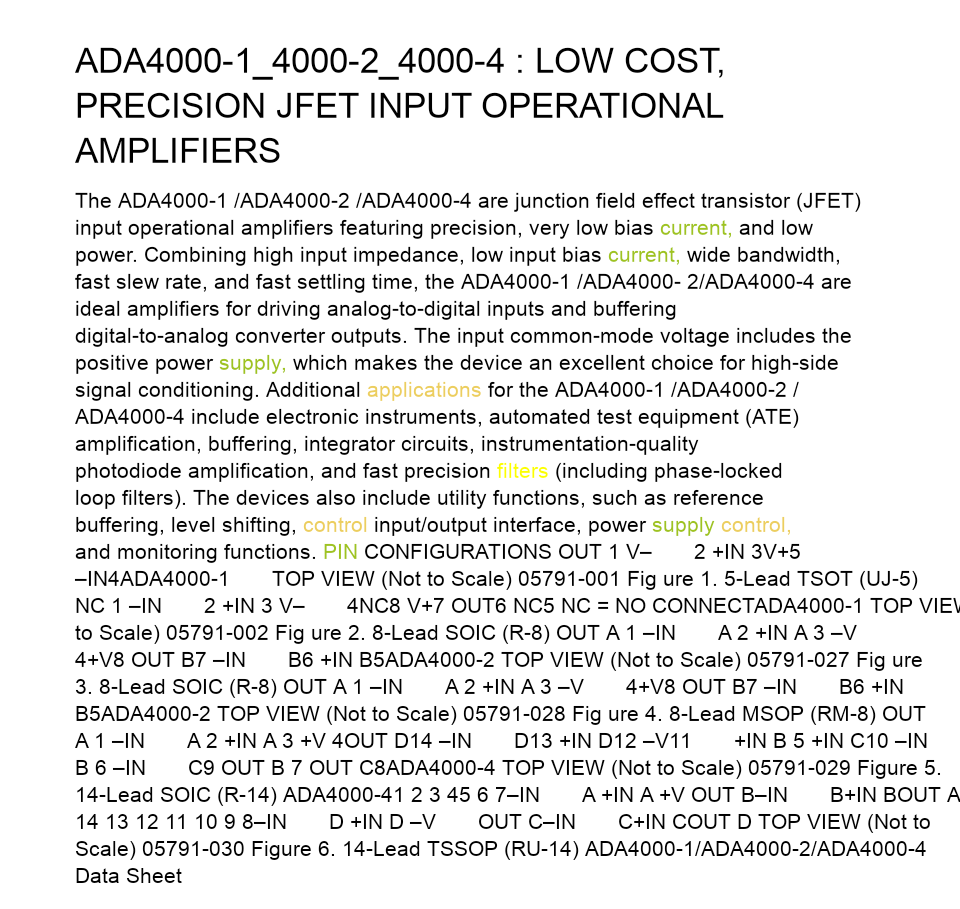 ADA4000-1_4000-2_4000-4 : LOW COST,
PRECISION JFET INPUT OPERATIONAL
AMPLIFIERS
The ADA4000-1 /ADA4000-2 /ADA4000-4 are junction field effect transistor (JFET)
input operational amplifiers featuring precision, very low bias current, and low
power. Combining high input impedance, low input bias current, wide bandwidth,
fast slew rate, and fast settling time, the ADA4000-1 /ADA4000- 2/ADA4000-4 are
ideal amplifiers for driving analog-to-digital inputs and buffering
digital-to-analog converter outputs. The input common-mode voltage includes the
positive power supply, which makes the device an excellent choice for high-side
signal conditioning. Additional applications for the ADA4000-1 /ADA4000-2 /
ADA4000-4 include electronic instruments, automated test equipment (ATE)
amplification, buffering, integrator circuits, instrumentation-quality
photodiode amplification, and fast precision filters (including phase-locked
loop filters). The devices also include utility functions, such as reference
buffering, level shifting, control input/output interface, power supply control,
and monitoring functions. PIN CONFIGURATIONS OUT 1 V– 2 +IN 3V+5
–IN4ADA4000-1 TOP VIEW (Not to Scale) 05791-001 Fig ure 1. 5-Lead TSOT (UJ-5)
NC 1 –IN 2 +IN 3 V– 4NC8 V+7 OUT6 NC5 NC = NO CONNECTADA4000-1 TOP VIEW
to Scale) 05791-002 Fig ure 2. 8-Lead SOIC (R-8) OUT A 1 –IN A 2 +IN A 3 –V
4+V8 OUT B7 –IN B6 +IN B5ADA4000-2 TOP VIEW (Not to Scale) 05791-027 Fig ure
3. 8-Lead SOIC (R-8) OUT A 1 –IN A 2 +IN A 3 –V 4+V8 OUT B7 –IN B6 +IN
B5ADA4000-2 TOP VIEW (Not to Scale) 05791-028 Fig ure 4. 8-Lead MSOP (RM-8) OUT
A 1 –IN A 2 +IN A 3 +V 4OUT D14 –IN D13 +IN D12 –V11 +IN B 5 +IN C10 –IN
B 6 –IN C9 OUT B 7 OUT C8ADA4000-4 TOP VIEW (Not to Scale) 05791-029 Figure 5.
14-Lead SOIC (R-14) ADA4000-41 2 3 45 6 7–IN A +IN A +V OUT B–IN B+IN BOUT A
14 13 12 11 10 9 8–IN D +IN D –V OUT C–IN C+IN COUT D TOP VIEW (Not to
Scale) 05791-030 Figure 6. 14-Lead TSSOP (RU-14) ADA4000-1/ADA4000-2/ADA4000-4
Data Sheet